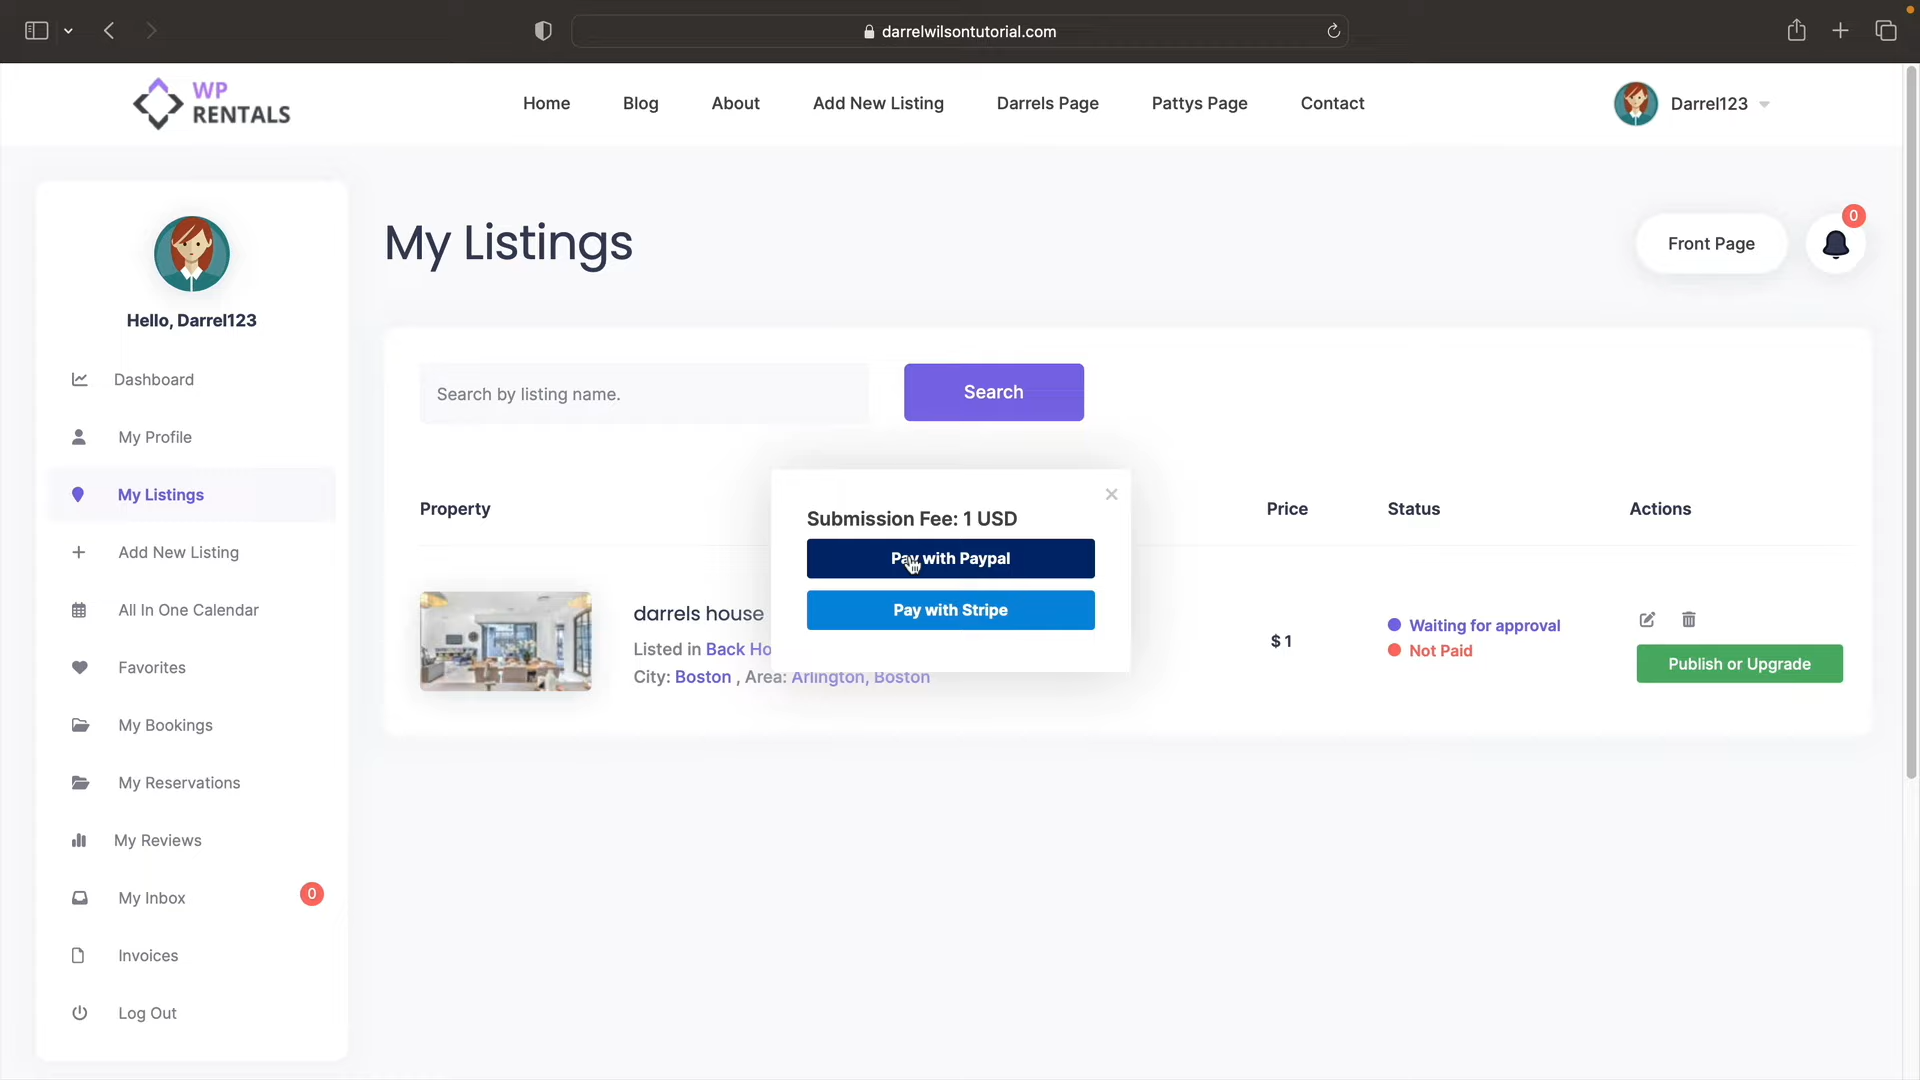 darrelwilsontutorial.com
WP
RENTALS
Home
Blog
About
Add New Listing
Darrels Page
Pattys Page
Contact
Darrel123
Hello, Darrel123
Dashboard
My Profile
My Listings
Add New Listing
All In One Calendar
Favorites
My Bookings
My Reservations
My Reviews
My Inbox
0
Invoices
Log Out
My Listings
Front Page
0
Search by listing name.
Search
Property
Price
Status
Actions
Submission Fee: 1 USD
×
Pay with Paypal
Pay with Stripe
darrels house
Listed in Back Ho
City: Boston , Area: Arlington, Boston
$ 1
Waiting for approval
Not Paid
Publish or Upgrade